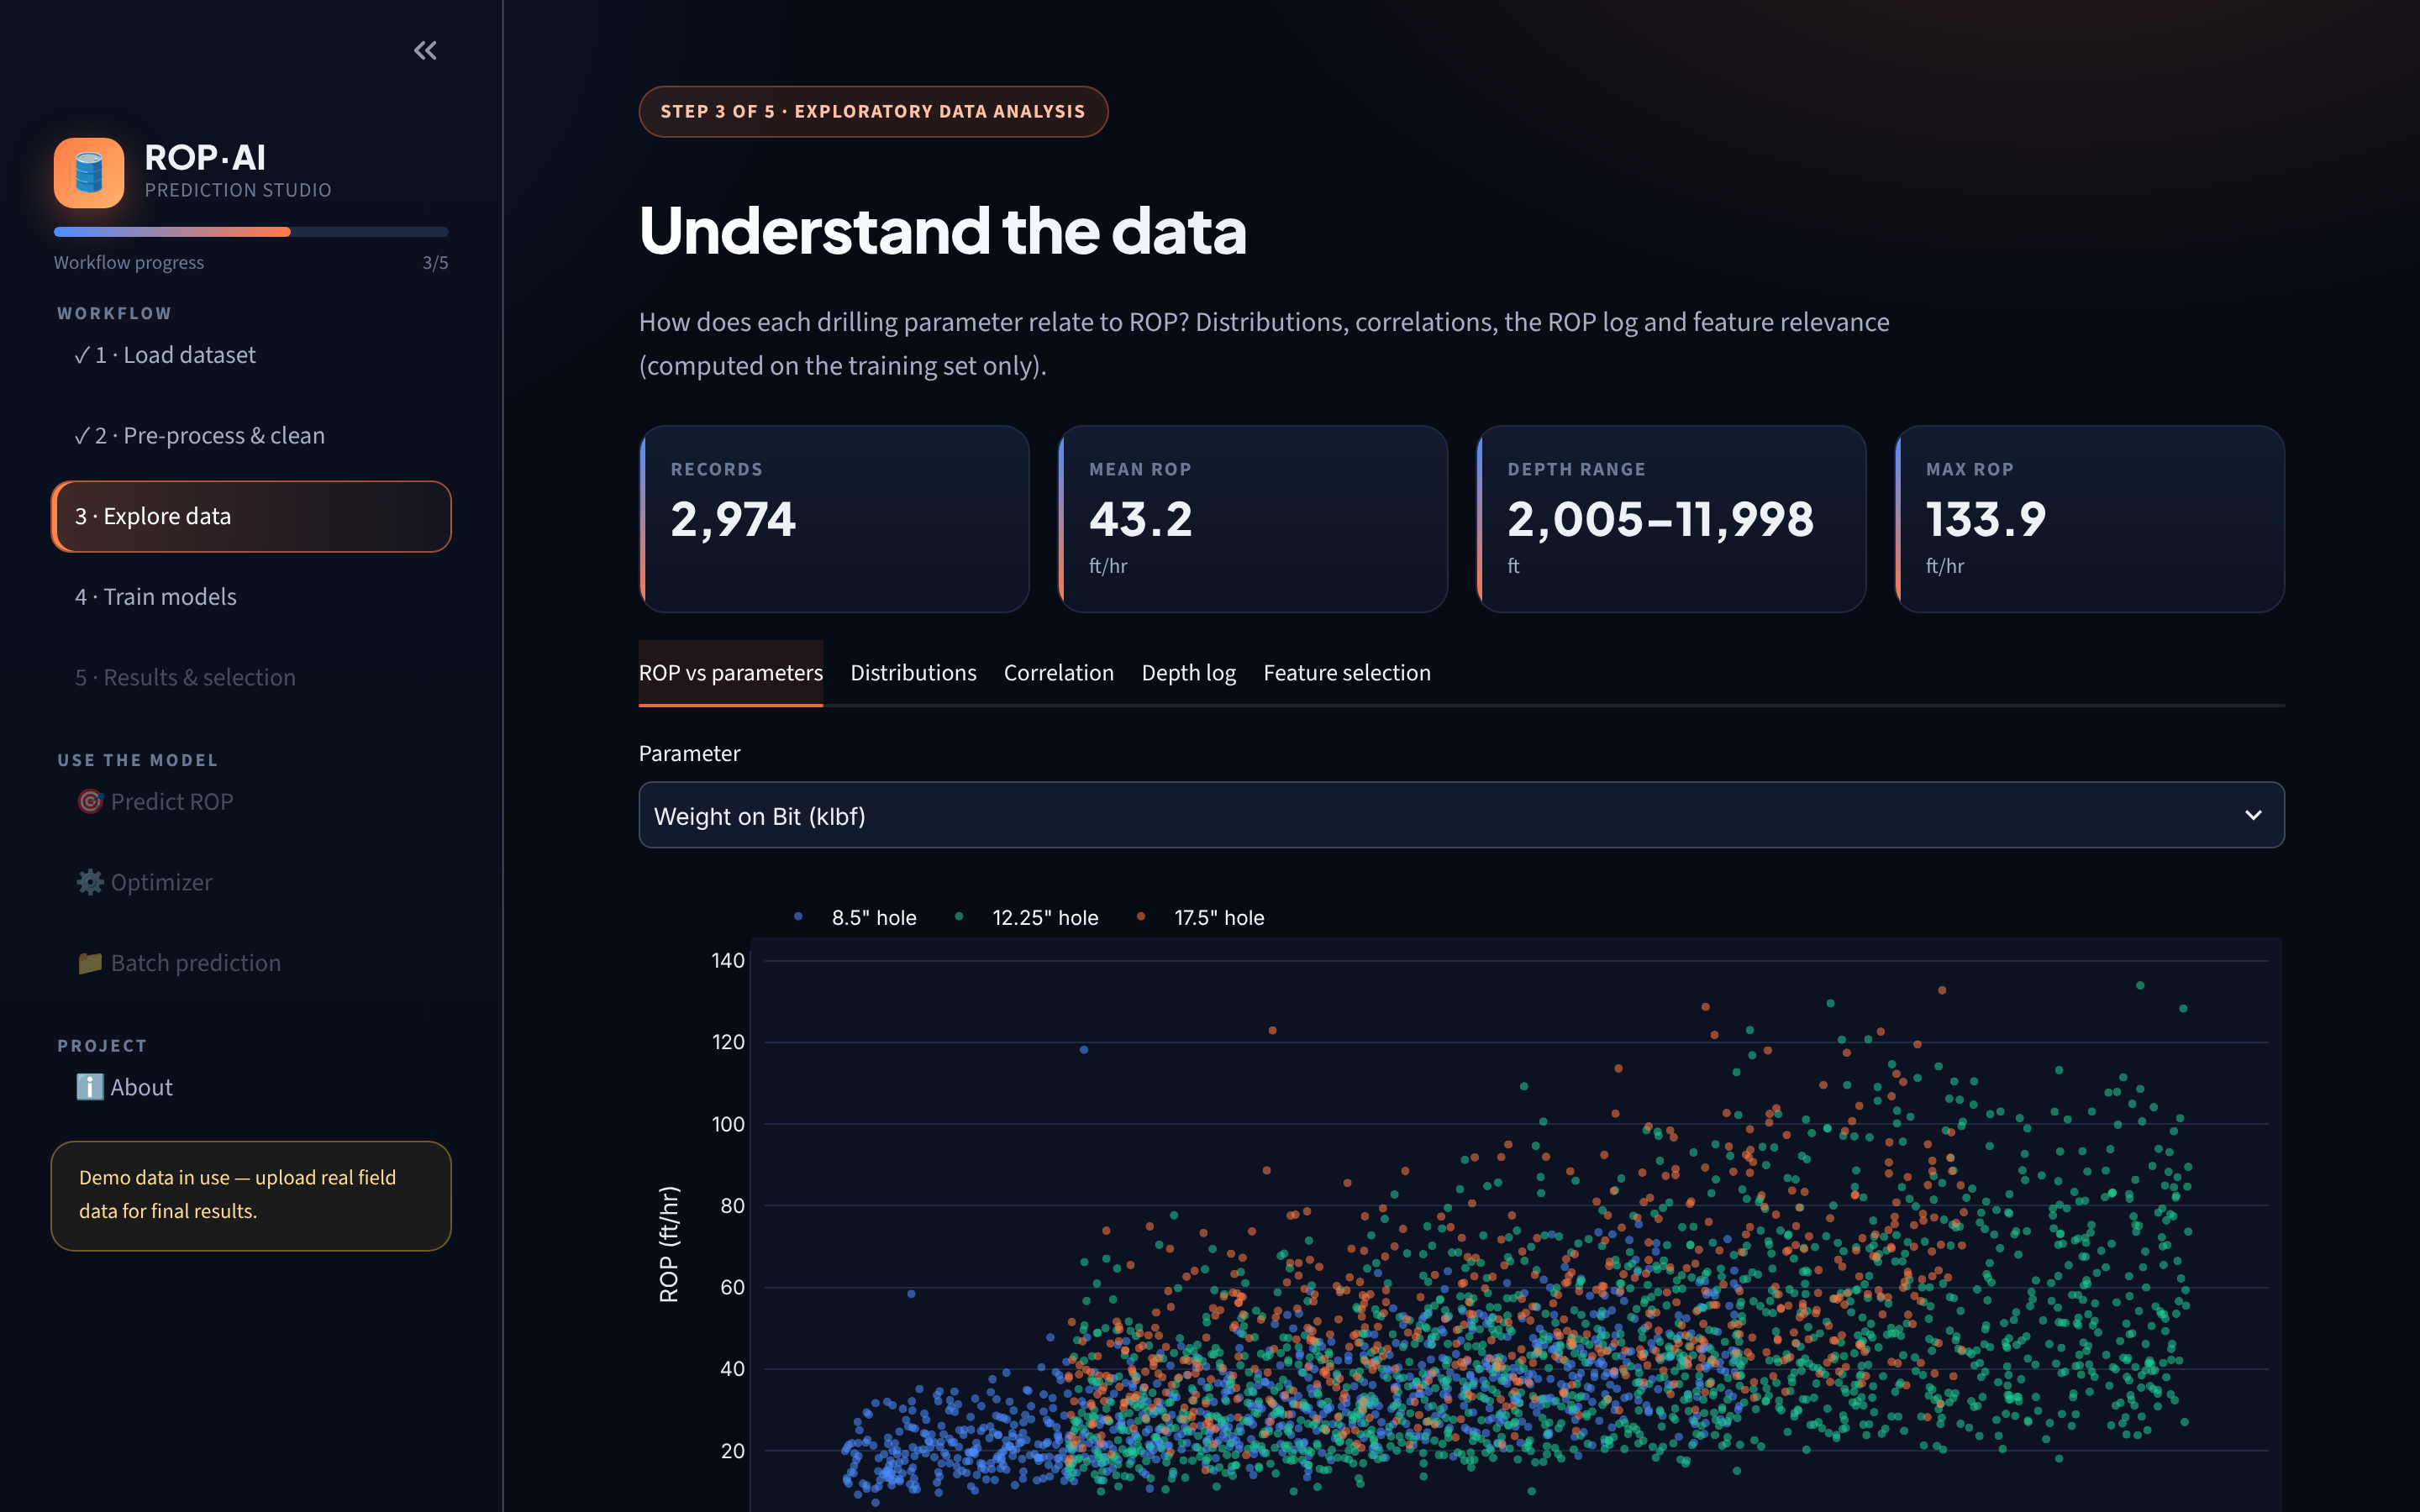 ROP·AI
PREDICTION STUDIO
Workflow progress 3/5
WORKFLOW
✓ 1 · Load dataset
✓ 2 · Pre-process & clean
3 · Explore data
4 · Train models
5 · Results & selection
USE THE MODEL
🎯 Predict ROP
⚙️ Optimizer
📁 Batch prediction
PROJECT
ℹ️ About
Demo data in use — upload real field
data for final results.
STEP 3 OF 5 · EXPLORATORY DATA ANALYSIS
Understand the data
How does each drilling parameter relate to ROP? Distributions, correlations, the ROP log and feature relevance
(computed on the training set only).
RECORDS
2,974
MEAN ROP
43.2
ft/hr
DEPTH RANGE
2,005–11,998
ft
MAX ROP
133.9
ft/hr
ROP vs parameters Distributions Correlation Depth log Feature selection
Parameter
Weight on Bit (klbf)
8.5" hole 12.25" hole 17.5" hole
ROP (ft/hr)
140
120
100
80
60
40
20